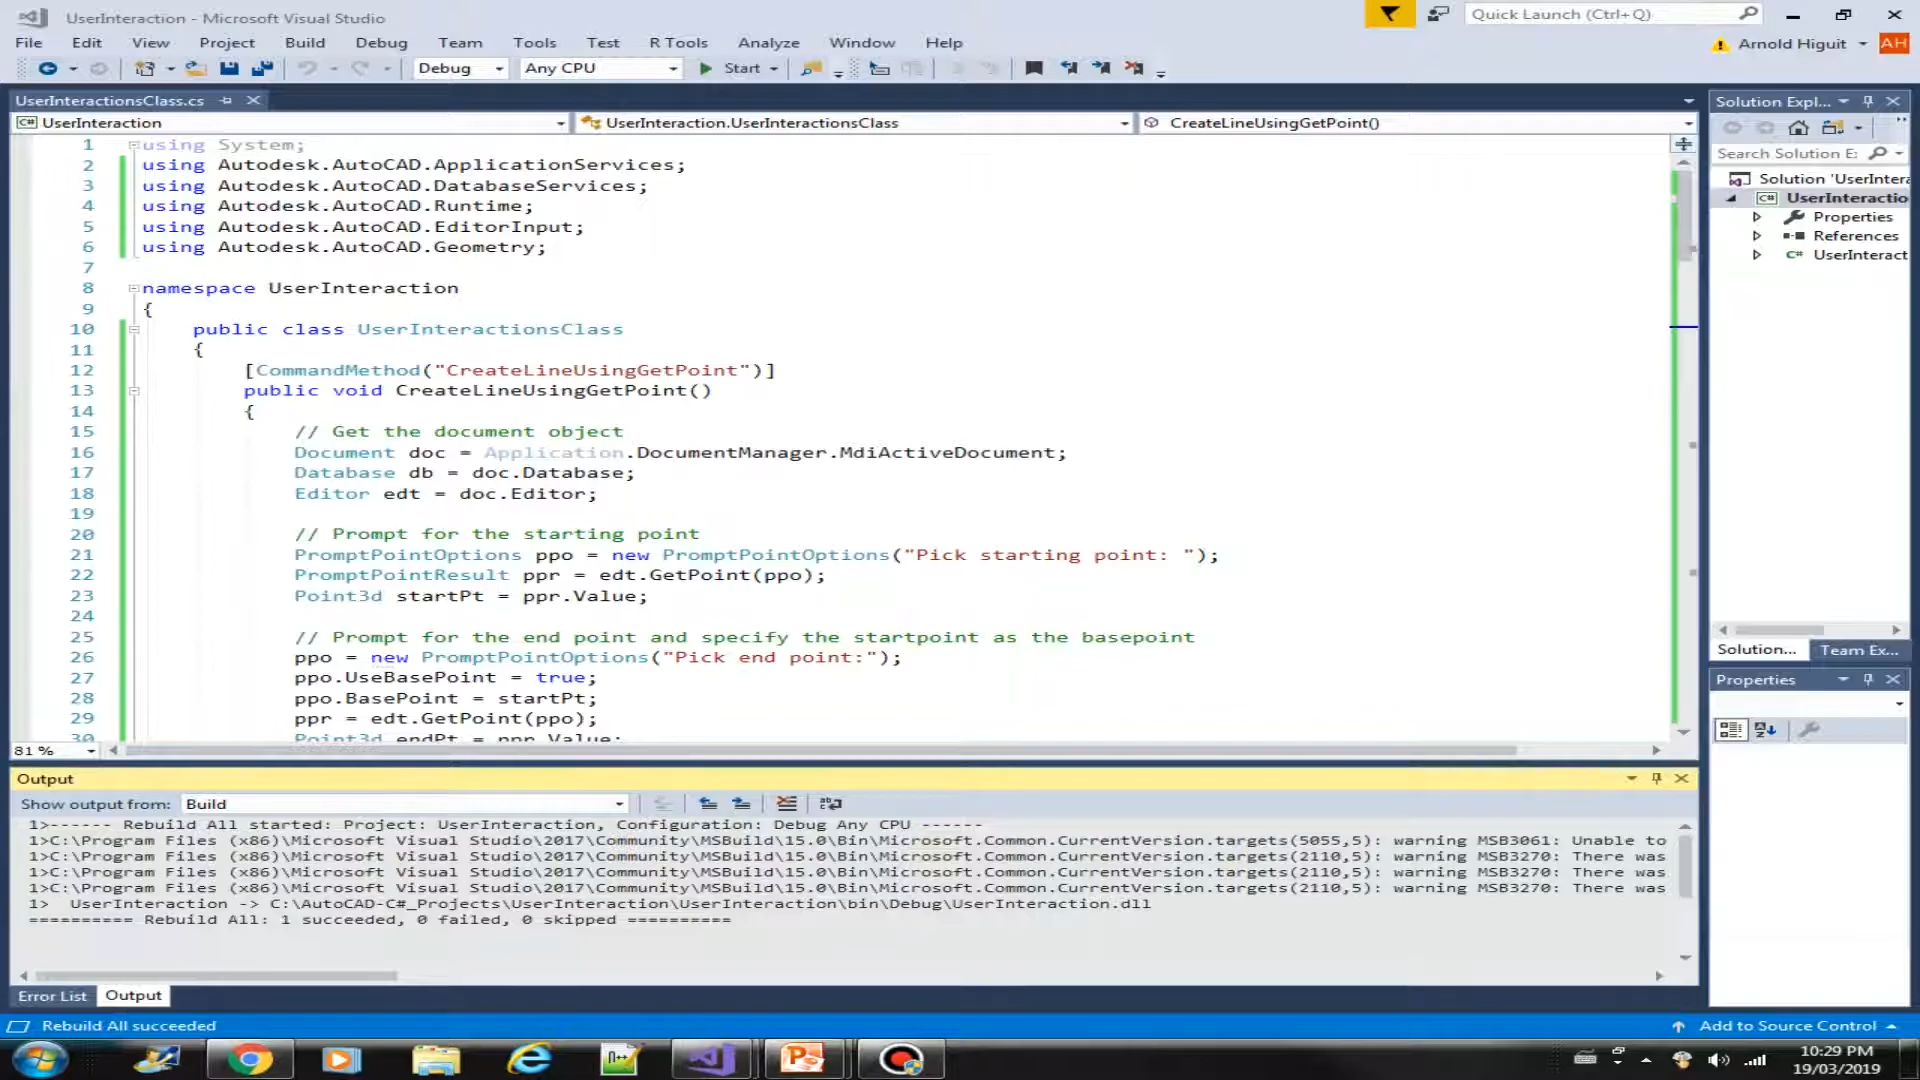 UserInteraction - Microsoft Visual Studio
Quick Launch (Ctrl+Q)
File Edit View Project Build Debug Team Tools Test R Tools Analyze Window Help
Arnold Higuit AH
Debug Any CPU Start
UserInteractionsClass.cs
C# UserInteraction UserInteraction.UserInteractionsClass CreateLineUsingGetPoint()
1 using System;
2 using Autodesk.AutoCAD.ApplicationServices;
3 using Autodesk.AutoCAD.DatabaseServices;
4 using Autodesk.AutoCAD.Runtime;
5 using Autodesk.AutoCAD.EditorInput;
6 using Autodesk.AutoCAD.Geometry;
7
8 namespace UserInteraction
9 {
10 public class UserInteractionsClass
11 {
12 [CommandMethod("CreateLineUsingGetPoint")]
13 public void CreateLineUsingGetPoint()
14 {
15 // Get the document object
16 Document doc = Application.DocumentManager.MdiActiveDocument;
17 Database db = doc.Database;
18 Editor edt = doc.Editor;
19
20 // Prompt for the starting point
21 PromptPointOptions ppo = new PromptPointOptions("Pick starting point: ");
22 PromptPointResult ppr = edt.GetPoint(ppo);
23 Point3d startPt = ppr.Value;
24
25 // Prompt for the end point and specify the startpoint as the basepoint
26 ppo = new PromptPointOptions("Pick end point:");
27 ppo.UseBasePoint = true;
28 ppo.BasePoint = startPt;
29 ppr = edt.GetPoint(ppo);
30 Point3d endPt = ppr.Value;
81 %
Solution Expl...
Search Solution E:
Solution 'UserIntera
C# UserInteractio
Properties
References
C# UserInteract
Solution... Team Ex...
Properties
Output
Show output from: Build
1>------ Rebuild All started: Project: UserInteraction, Configuration: Debug Any CPU ------
1>C:\Program Files (x86)\Microsoft Visual Studio\2017\Community\MSBuild\15.0\Bin\Microsoft.Common.CurrentVersion.targets(5055,5): warning MSB3061: Unable to
1>C:\Program Files (x86)\Microsoft Visual Studio\2017\Community\MSBuild\15.0\Bin\Microsoft.Common.CurrentVersion.targets(2110,5): warning MSB3270: There was
1>C:\Program Files (x86)\Microsoft Visual Studio\2017\Community\MSBuild\15.0\Bin\Microsoft.Common.CurrentVersion.targets(2110,5): warning MSB3270: There was
1>C:\Program Files (x86)\Microsoft Visual Studio\2017\Community\MSBuild\15.0\Bin\Microsoft.Common.CurrentVersion.targets(2110,5): warning MSB3270: There was
1> UserInteraction -> C:\AutoCAD-C#_Projects\UserInteraction\UserInteraction\bin\Debug\UserInteraction.dll
========== Rebuild All: 1 succeeded, 0 failed, 0 skipped ==========
Error List Output
Rebuild All succeeded
Add to Source Control
10:29 PM
19/03/2019